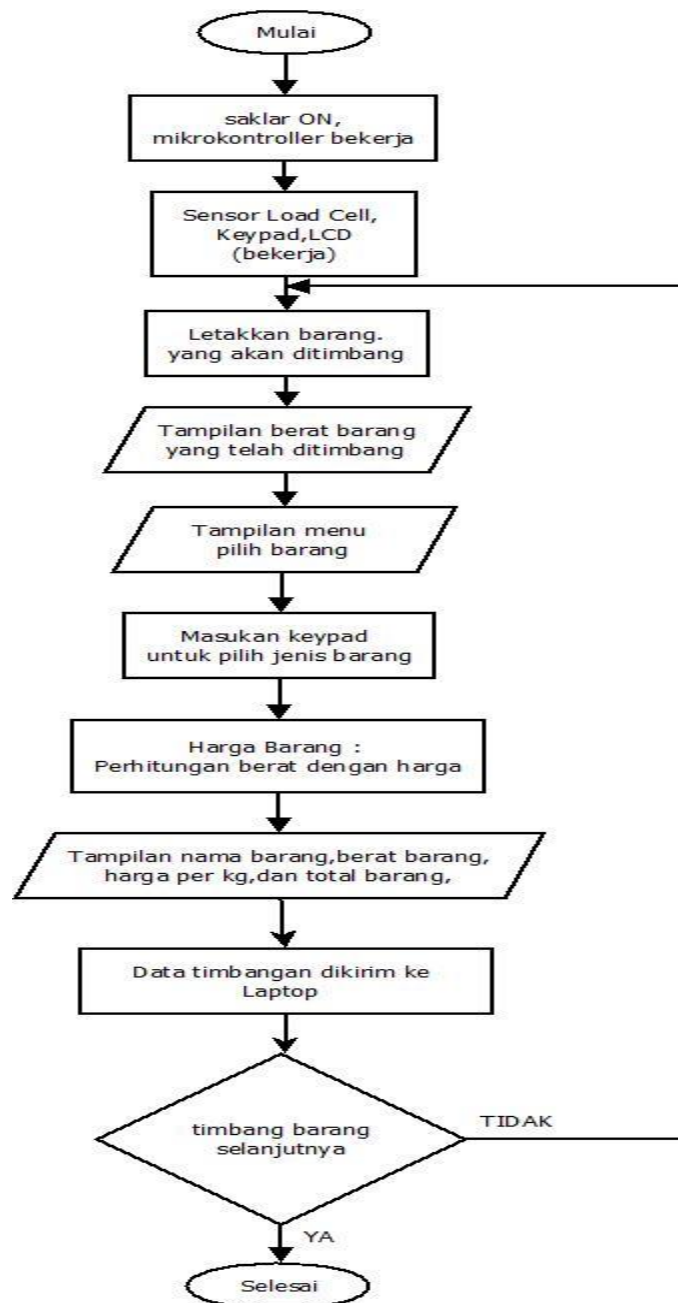 Mulai
saklar ON,
mikrokontroller bekerja
Sensor Load Cell,
Keypad,LCD
(bekerja)
Letakkan barang.
yang akan ditimbang
Tampilan berat barang
yang telah ditimbang
Tampilan menu
pilih barang
Masukan keypad
untuk pilih jenis barang
Harga Barang :
Perhitungan berat dengan harga
Tampilan nama barang,berat barang,
harga per kg,dan total barang,
Data timbangan dikirim ke
Laptop
timbang barang
selanjutnya
TIDAK
YA
Selesai